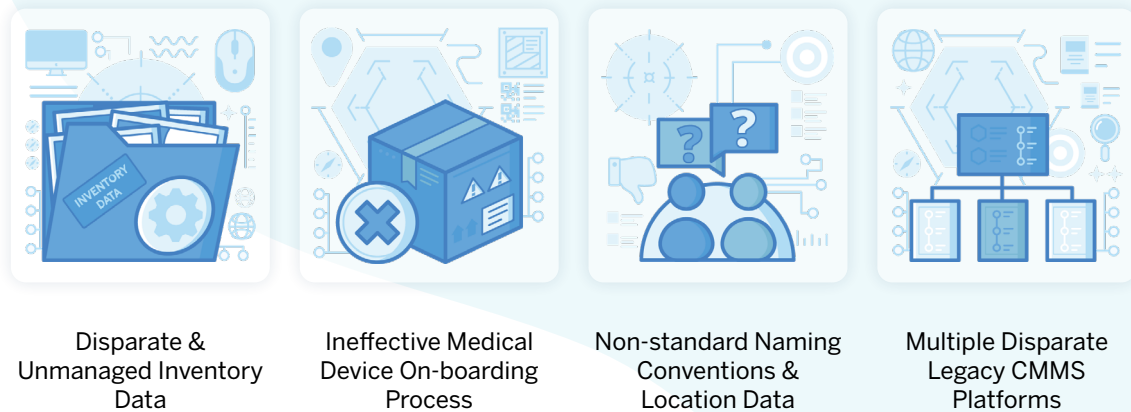 INVENTORY
DATA
?
?
Disparate &
Unmanaged Inventory
Data
Ineffective Medical
Device On-boarding
Process
Non-standard Naming
Conventions &
Location Data
Multiple Disparate
Legacy CMMS
Platforms